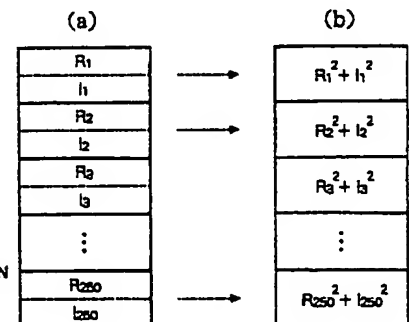 (a) (b)
R₁
I₁
R₂
I₂
R₃
I₃
⋮
N
R₂₅₀
I₂₅₀
R₁² + I₁²
R₂² + I₂²
R₃² + I₃²
⋮
R₂₅₀² + I₂₅₀²